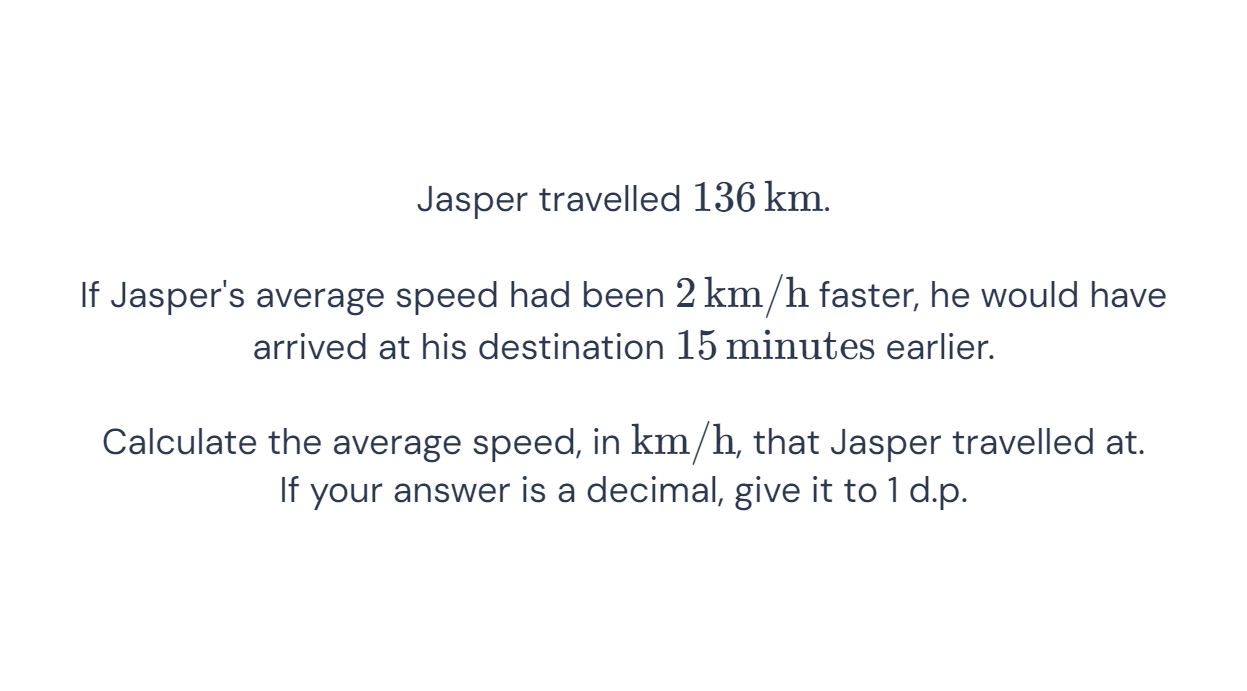 Jasper travelled 136 km.
If Jasper's average speed had been 2 km/h faster, he would have
arrived at his destination 15 minutes earlier.
Calculate the average speed, in km/h, that Jasper travelled at.
If your answer is a decimal, give it to 1 d.p.